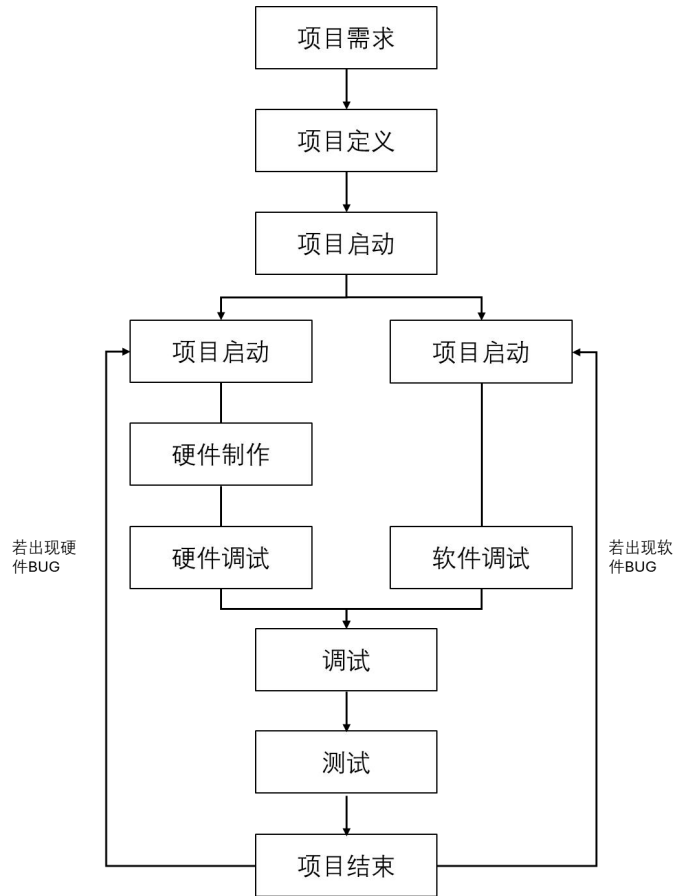 项目需求
项目定义
项目启动
项目启动
项目启动
硬件制作
若出现硬
件BUG
硬件调试
软件调试
若出现软
件BUG
调试
测试
项目结束